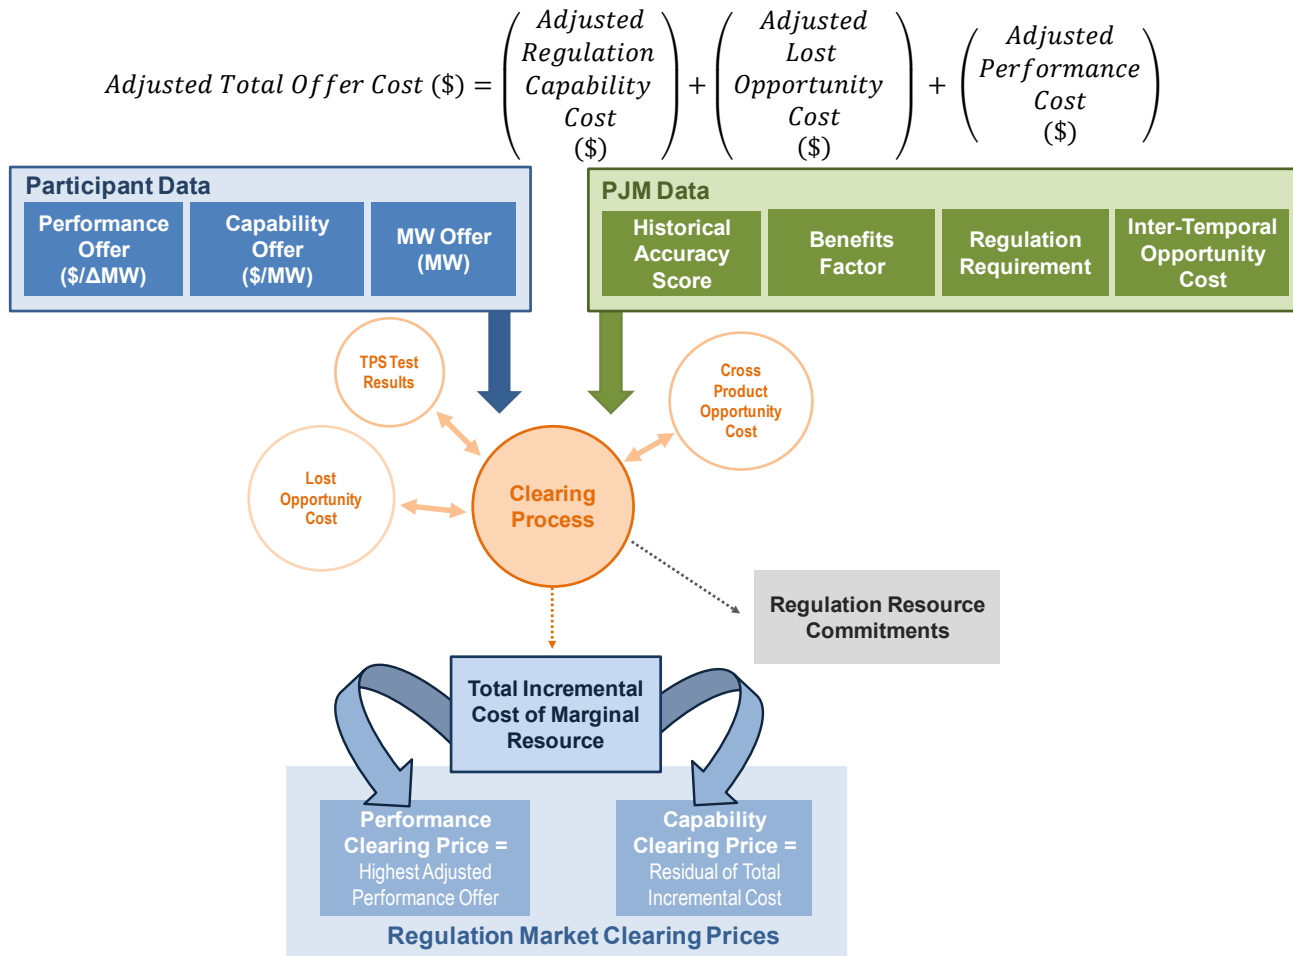 Adjusted Total Offer Cost ($) = (Adjusted Regulation Capability Cost ($)) + (Adjusted Lost Opportunity Cost ($)) + (Adjusted Performance Cost ($))
Participant Data
Performance
Offer
($/ΔMW)
Capability
Offer
($/MW)
MW Offer
(MW)
PJM Data
Historical
Accuracy
Score
Benefits
Factor
Regulation
Requirement
Inter-Temporal
Opportunity
Cost
TPS Test
Results
Cross
Product
Opportunity
Cost
Lost
Opportunity
Cost
Clearing
Process
Regulation Resource
Commitments
Total Incremental
Cost of Marginal
Resource
Performance
Clearing Price =
Highest Adjusted
Performance Offer
Capability
Clearing Price =
Residual of Total
Incremental Cost
Regulation Market Clearing Prices